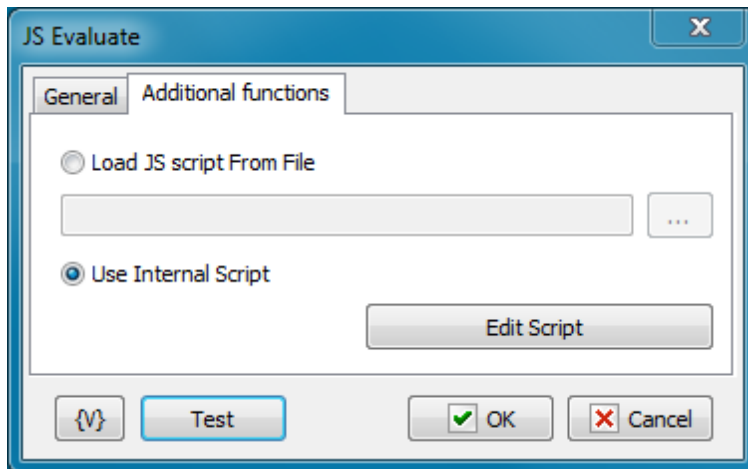 JS Evaluate
General Additional functions
Load JS script From File
...
Use Internal Script
Edit Script
{V} Test OK Cancel